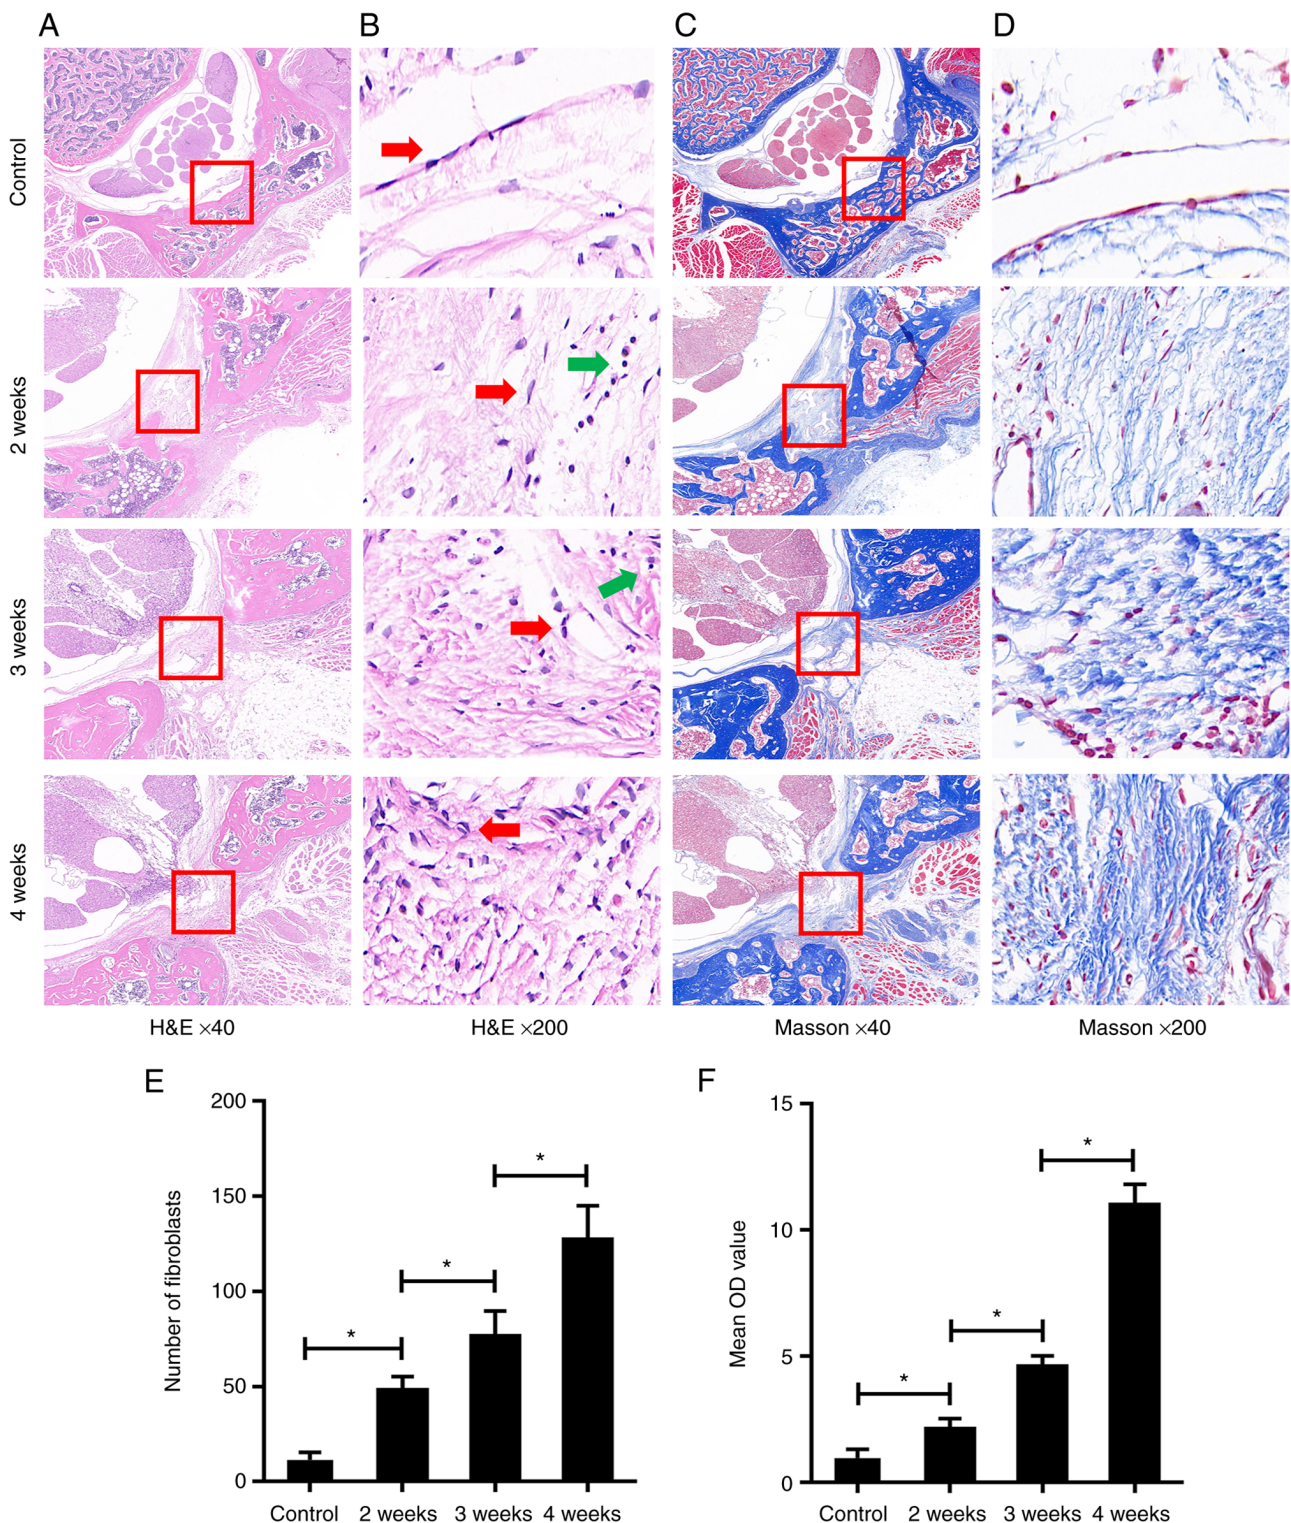 A B C D
Control
2 weeks
3 weeks
4 weeks
H&E ×40 H&E ×200 Masson ×40 Masson ×200
E
Number of fibroblasts
200
150
100
50
0
* * *
Control 2 weeks 3 weeks 4 weeks
F
Mean OD value
15
10
5
0
* * *
Control 2 weeks 3 weeks 4 weeks